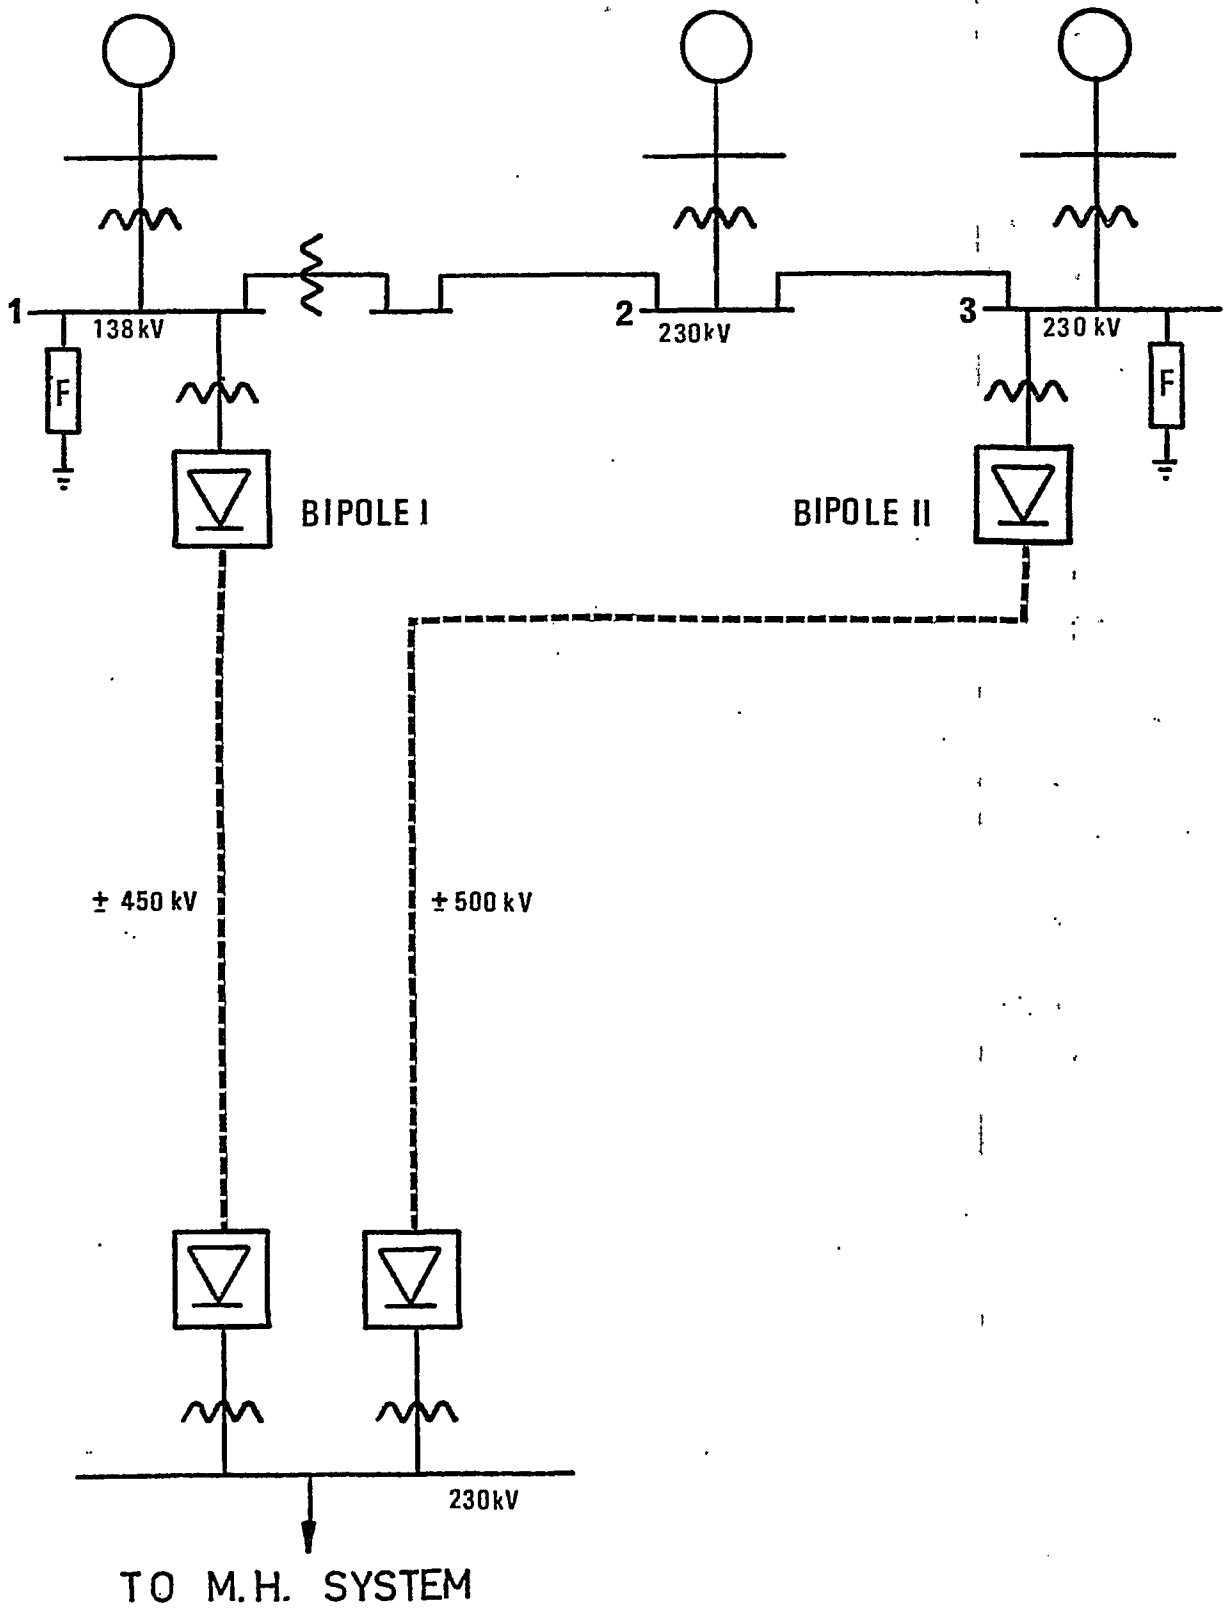 1
138kV
2
230kV
3
230 kV
F
F
BIPOLE I
BIPOLE II
± 450 kV
± 500 kV
230kV
TO M.H. SYSTEM